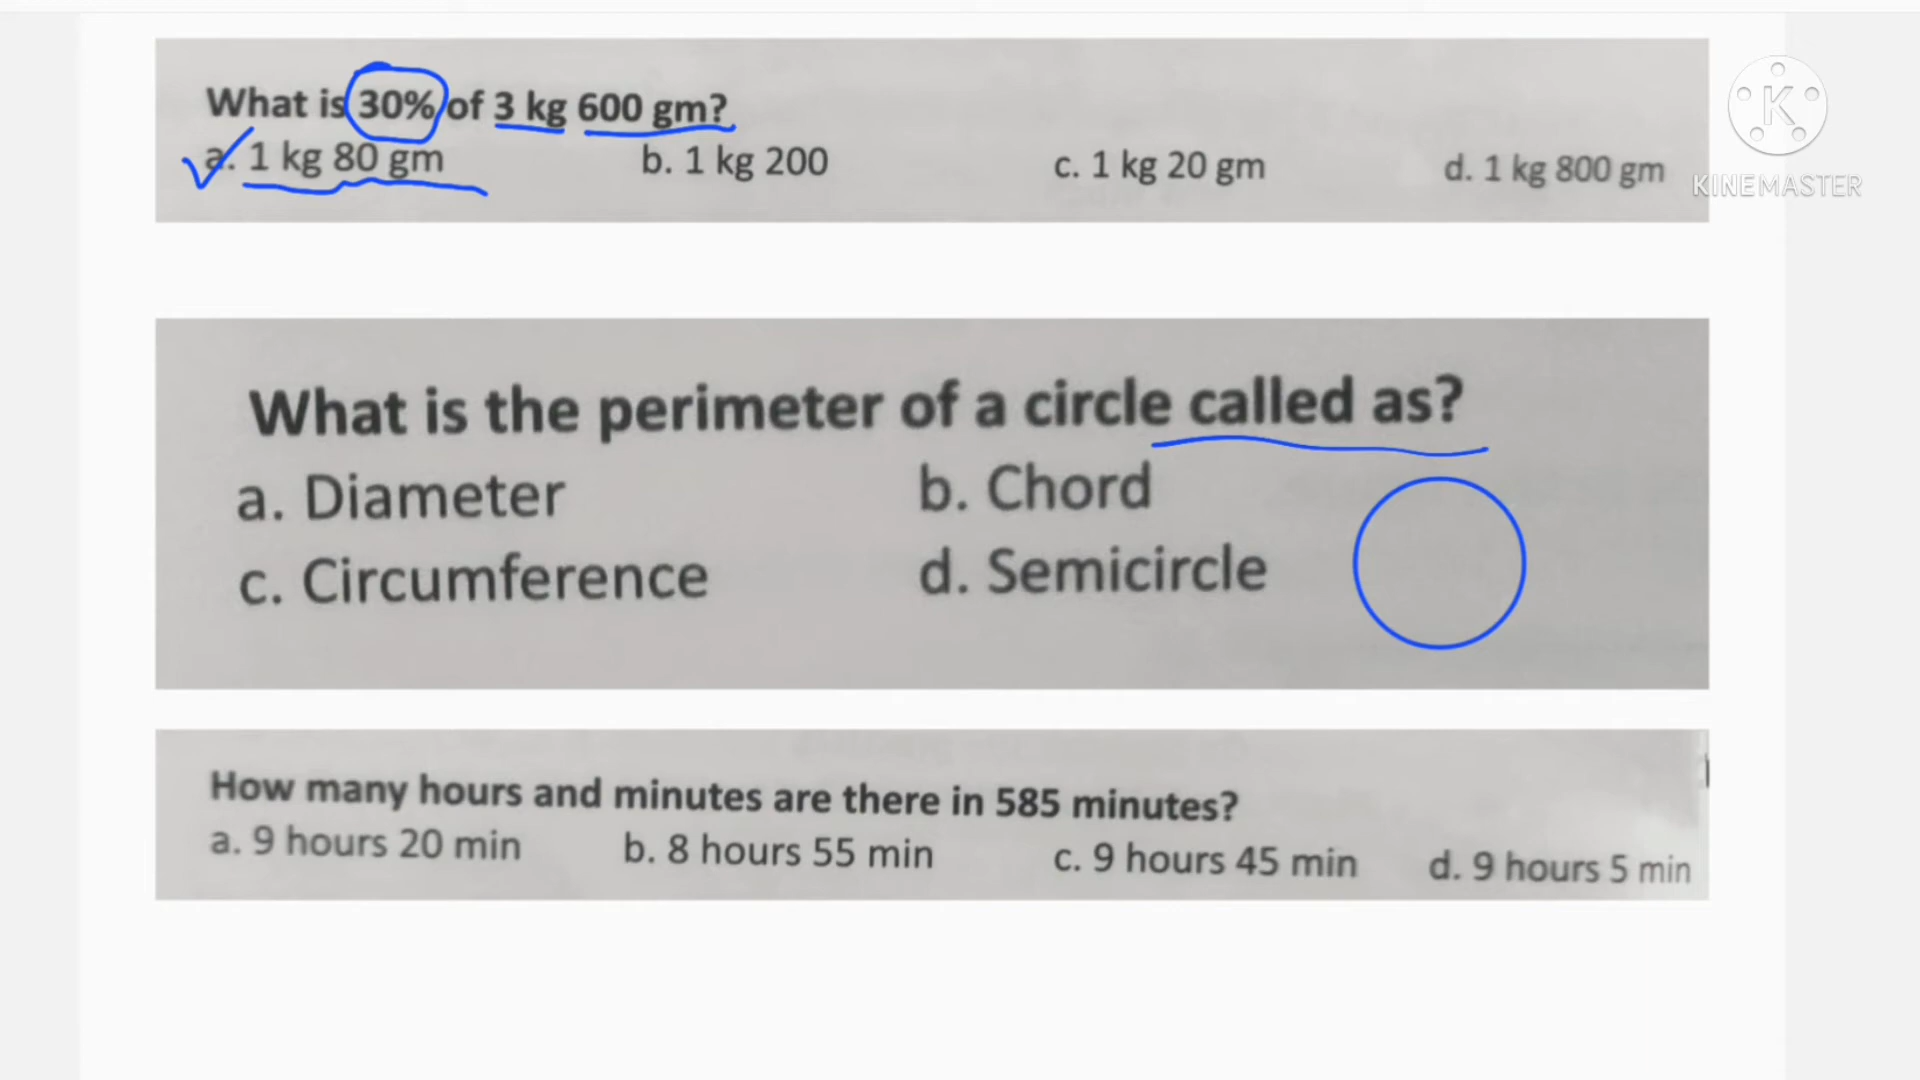 What is 30% of 3 kg 600 gm?
a. 1 kg 80 gm b. 1 kg 200 c. 1 kg 20 gm d. 1 kg 800 gm
K
KINEMASTER
What is the perimeter of a circle called as?
a. Diameter b. Chord
c. Circumference d. Semicircle
How many hours and minutes are there in 585 minutes?
a. 9 hours 20 min b. 8 hours 55 min c. 9 hours 45 min d. 9 hours 5 min